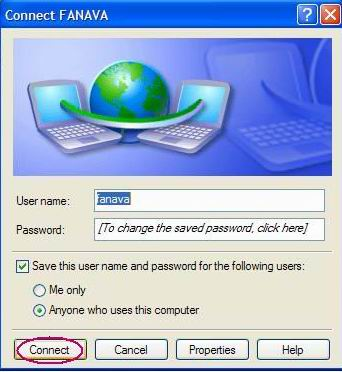 Connect FANAVA
User name: fanava
Password: [To change the saved password, click here]
Save this user name and password for the following users:
Me only
Anyone who uses this computer
Connect Cancel Properties Help